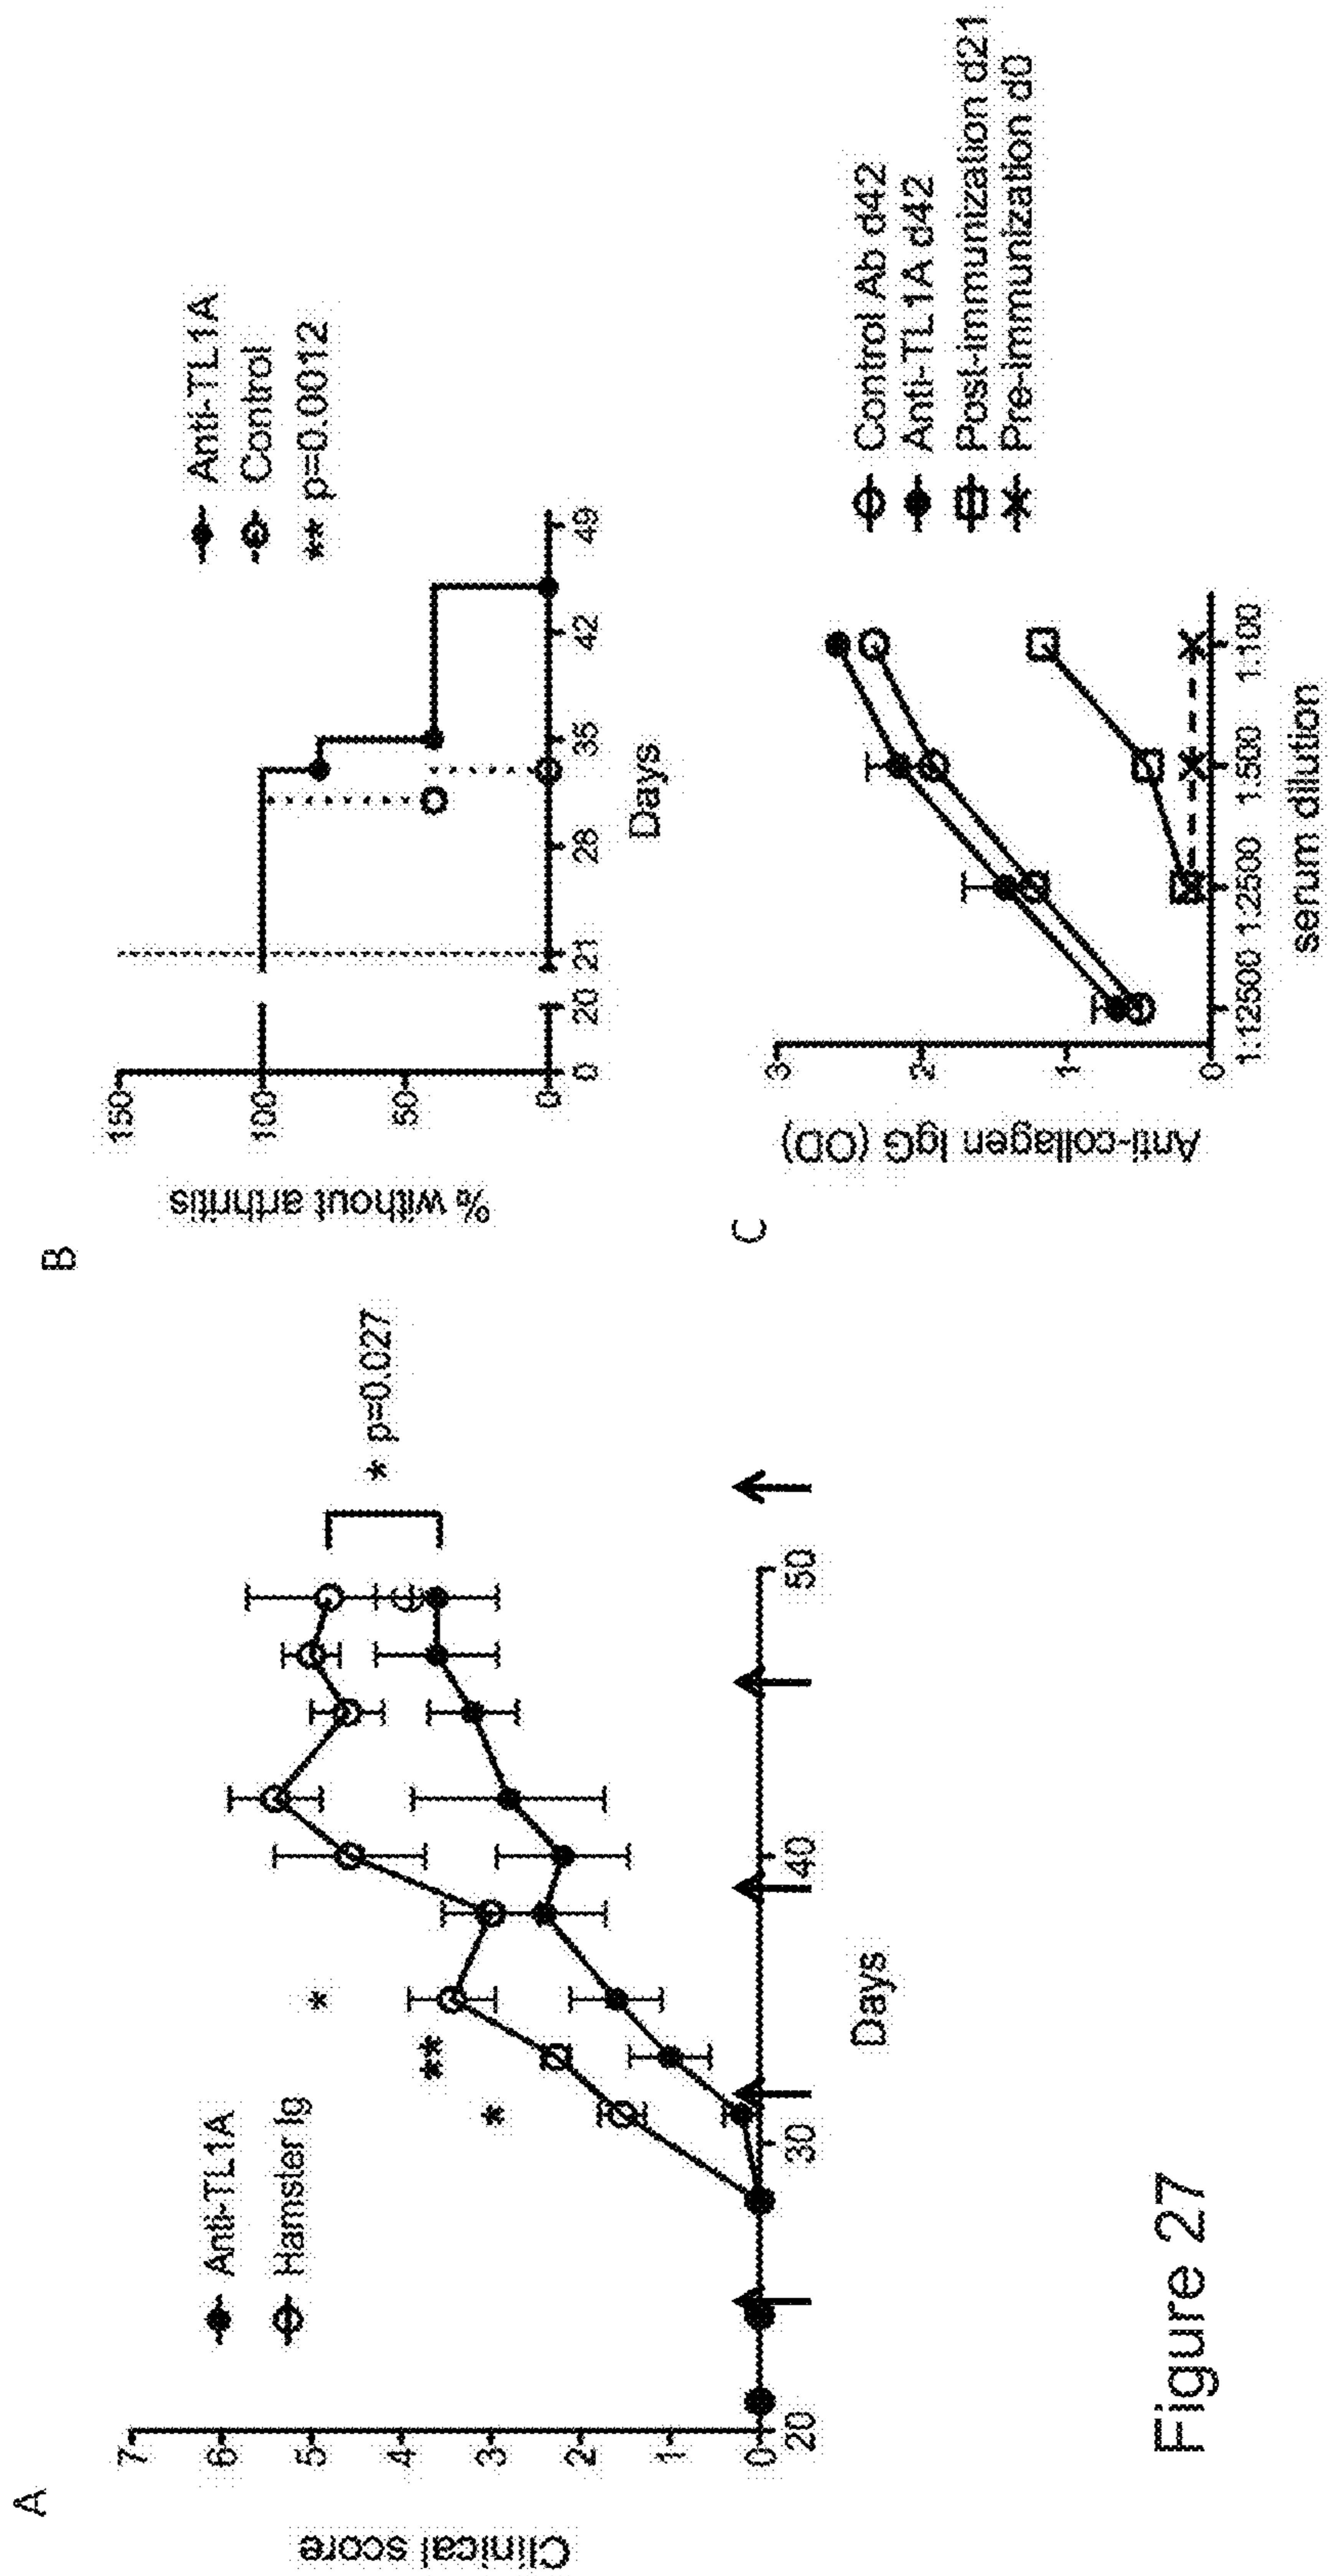 A
Clinical score
7
6
5
4
3
2
1
0
20
30
40
50
Days
Anti-TL1A
Hamster Ig
*
**
*
* p=0.027
B
% without arthritis
150
100
50
0
0
20
21
28
35
42
49
Days
Anti-TL1A
Control
** p=0.0012
C
Anti-collagen IgG (OD)
3
2
1
0
1:12500
1:2500
1:500
1:100
serum dilution
Control Ab d42
Anti-TL1A d42
Post-immunization d21
Pre-immunization d0
Figure 27